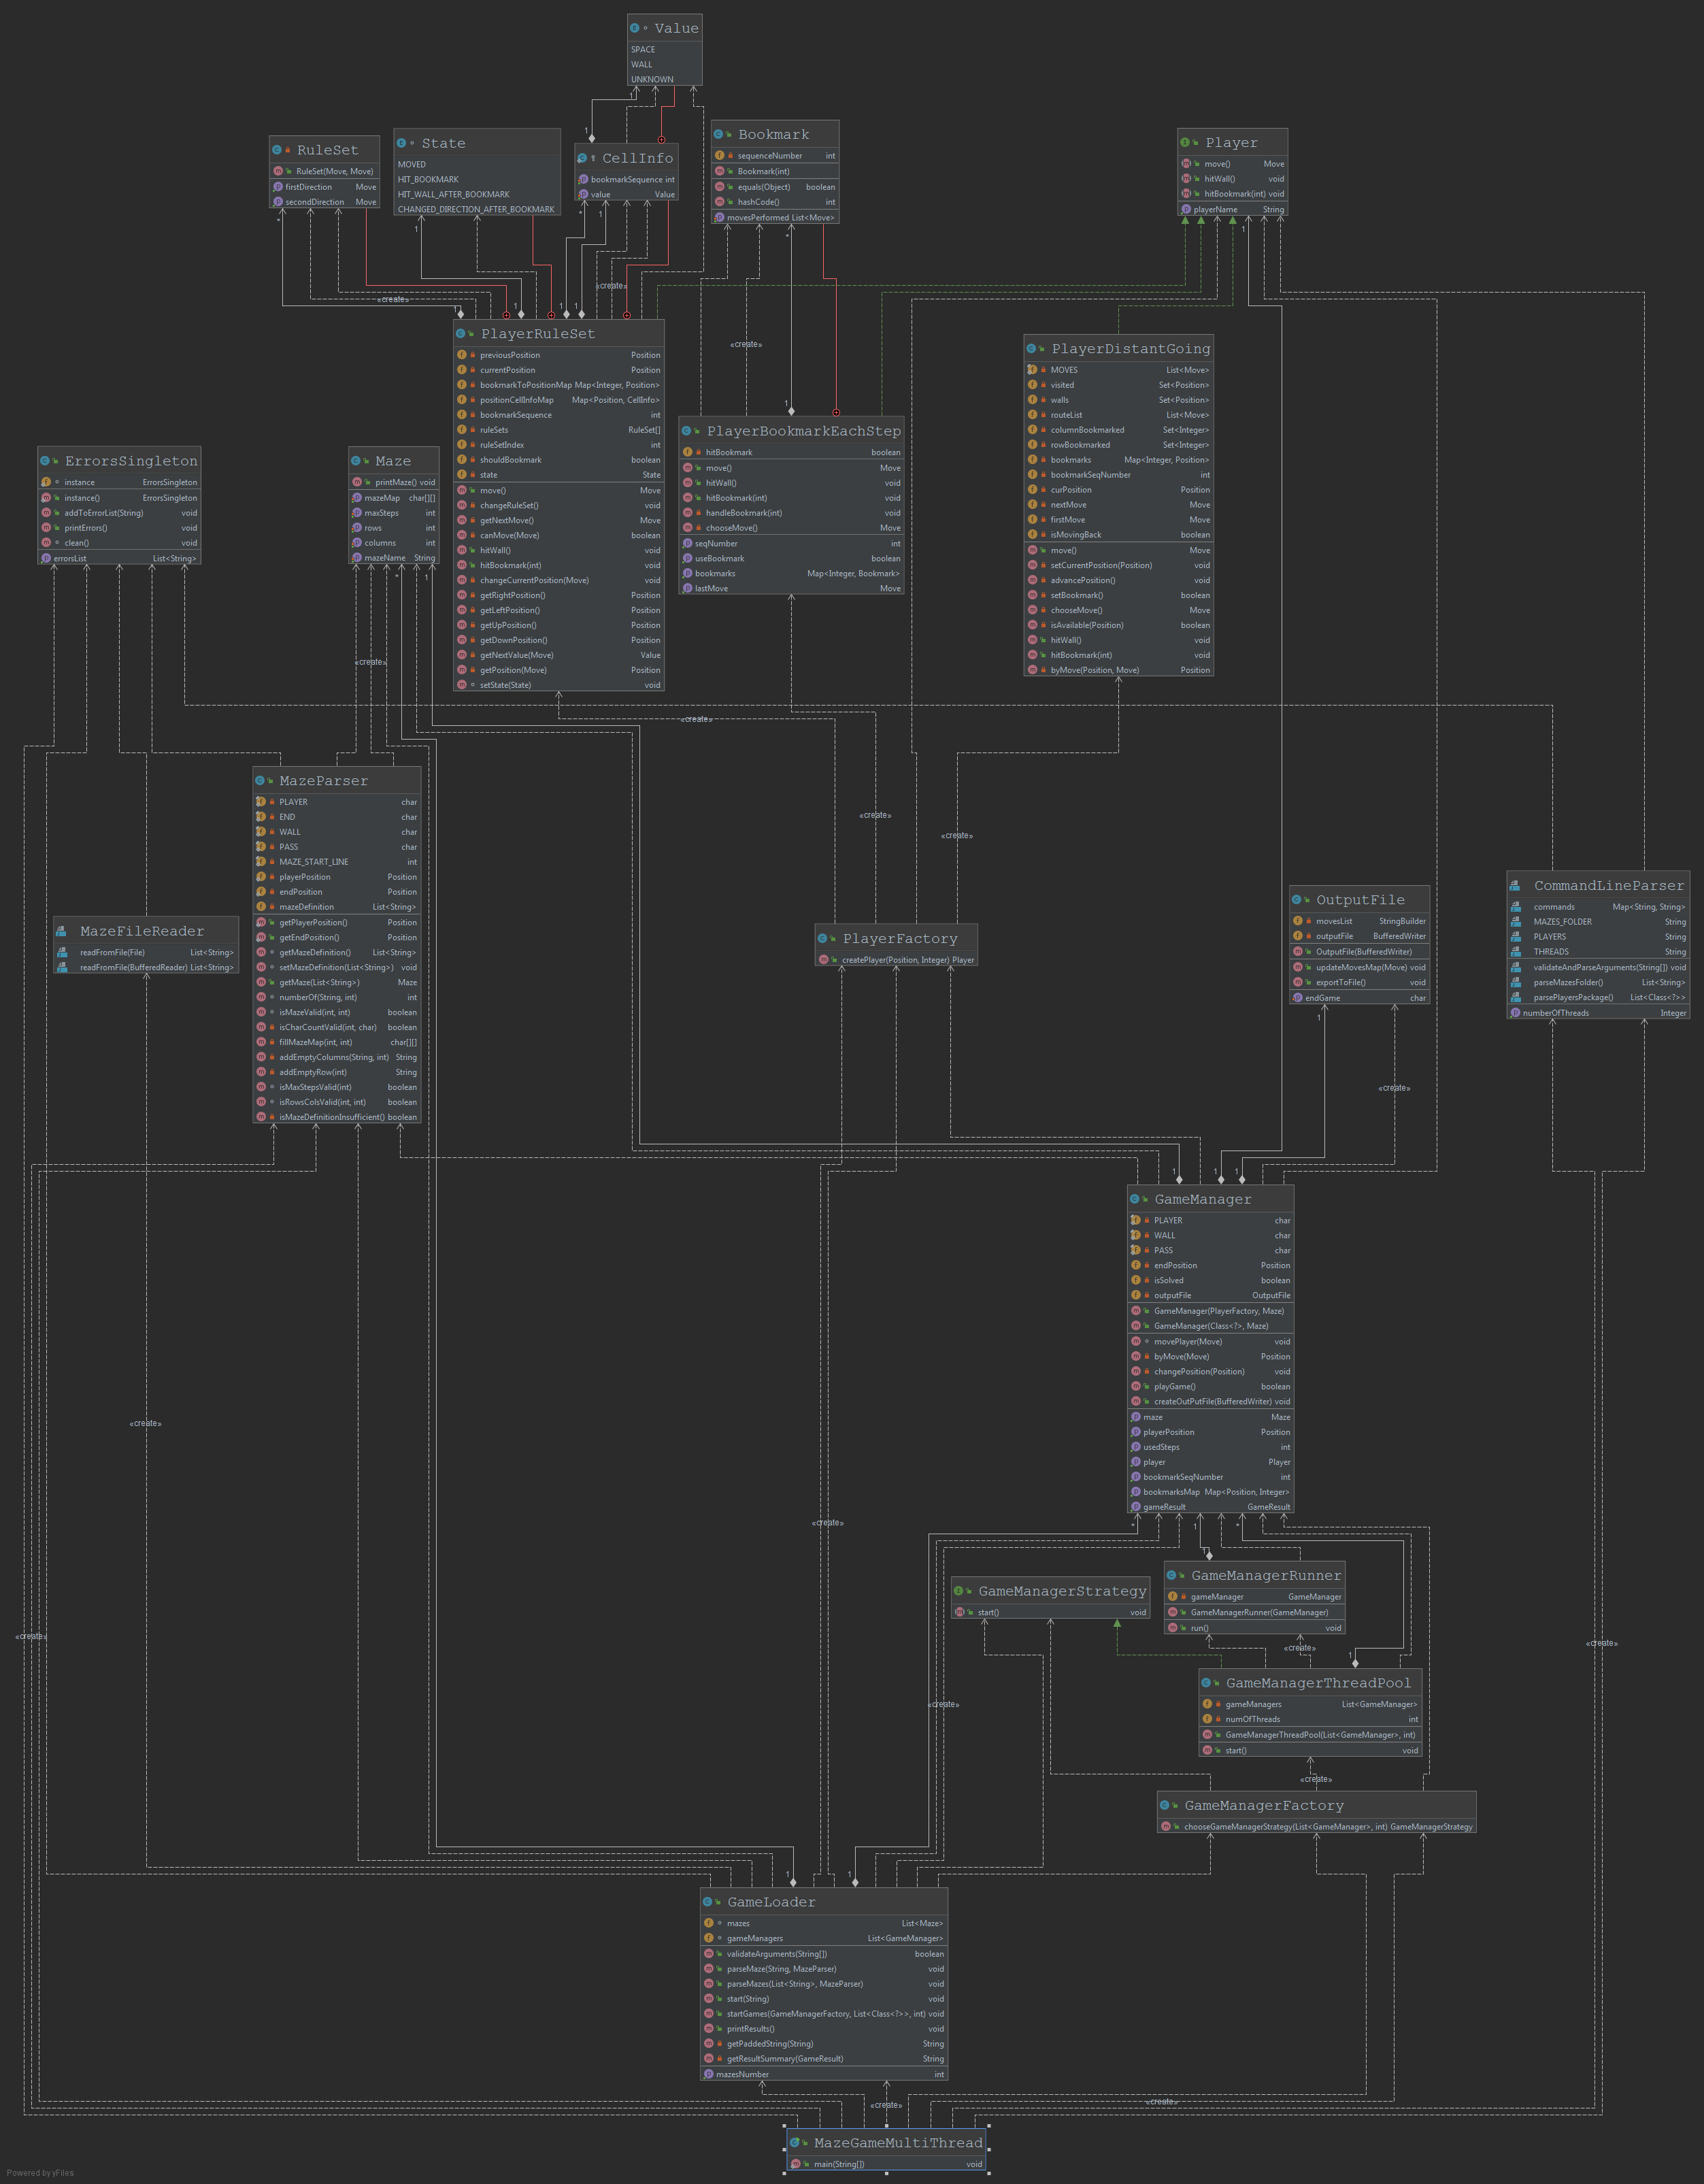 Value
SPACE
WALL
UNKNOWN
RuleSet
RuleSet(Move, Move)
firstDirection Move
secondDirection Move
State
MOVED
HIT_BOOKMARK
HIT_WALL_AFTER_BOOKMARK
CHANGED_DIRECTION_AFTER_BOOKMARK
CellInfo
bookmarkSequence int
value Value
Bookmark
sequenceNumber int
Bookmark(int)
equals(Object) boolean
hashCode() int
movesPerformed List<Move>
Player
move() Move
hitWall() void
hitBookmark(int) void
playerName String
«create»
«create»
«create»
PlayerRuleSet
previousPosition Position
currentPosition Position
bookmarkToPositionMap Map<Integer, Position>
positionCellInfoMap Map<Position, CellInfo>
bookmarkSequence int
ruleSets RuleSet[]
ruleSetIndex int
shouldBookmark boolean
state State
move() Move
changeRuleSet() void
getNextMove() Move
canMove(Move) boolean
hitWall() void
hitBookmark(int) void
changeCurrentPosition(Move) void
getRightPosition() Position
getLeftPosition() Position
getUpPosition() Position
getDownPosition() Position
getNextValue(Move) Value
getPosition(Move) Position
setState(State) void
PlayerBookmarkEachStep
hitBookmark boolean
move() Move
hitWall() void
hitBookmark(int) void
handleBookmark(int) void
chooseMove() Move
seqNumber int
useBookmark boolean
bookmarks Map<Integer, Bookmark>
lastMove Move
PlayerDistantGoing
MOVES List<Move>
visited Set<Position>
walls Set<Position>
routeList List<Move>
columnBookmarked Set<Integer>
rowBookmarked Set<Integer>
bookmarks Map<Integer, Position>
bookmarkSeqNumber int
curPosition Position
nextMove Move
firstMove Move
isMovingBack boolean
move() Move
setCurrentPosition(Position) void
advancePosition() void
setBookmark() boolean
chooseMove() Move
isAvailable(Position) boolean
hitWall() void
hitBookmark(int) void
byMove(Position, Move) Position
ErrorsSingleton
instance ErrorsSingleton
instance() ErrorsSingleton
addToErrorList(String) void
printErrors() void
clean() void
errorsList List<String>
Maze
printMaze() void
mazeMap char[][]
maxSteps int
rows int
columns int
mazeName String
«create»
«create»
MazeParser
PLAYER char
END char
WALL char
PASS char
MAZE_START_LINE int
playerPosition Position
endPosition Position
mazeDefinition List<String>
getPlayerPosition() Position
getEndPosition() Position
getMazeDefinition() List<String>
setMazeDefinition(List<String>) void
getMaze(List<String>) Maze
numberOf(String, int) int
isMazeValid(int, int) boolean
isCharCountValid(int, char) boolean
fillMazeMap(int, int) char[][]
addEmptyColumns(String, int) String
addEmptyRow(int) String
isMaxStepsValid(int) boolean
isRowsColsValid(int, int) boolean
isMazeDefinitionInsufficient() boolean
«create»
«create»
MazeFileReader
readFromFile(File) List<String>
readFromFile(BufferedReader) List<String>
PlayerFactory
createPlayer(Position, Integer) Player
OutputFile
movesList StringBuilder
outputFile BufferedWriter
OutputFile(BufferedWriter)
updateMovesMap(Move) void
exportToFile() void
endGame char
CommandLineParser
commands Map<String, String>
MAZES_FOLDER String
PLAYERS String
THREADS String
validateAndParseArguments(String[]) void
parseMazesFolder() List<String>
parsePlayersPackage() List<Class<?>>
numberOfThreads Integer
«create»
GameManager
PLAYER char
WALL char
PASS char
endPosition Position
isSolved boolean
outputFile OutputFile
GameManager(PlayerFactory, Maze)
GameManager(Class<?>, Maze)
movePlayer(Move) void
byMove(Move) Position
changePosition(Position) void
playGame() boolean
createOutPutFile(BufferedWriter) void
maze Maze
playerPosition Position
usedSteps int
player Player
bookmarkSeqNumber int
bookmarksMap Map<Position, Integer>
gameResult GameResult
«create»
«create»
GameManagerStrategy
start() void
GameManagerRunner
gameManager GameManager
GameManagerRunner(GameManager)
run() void
«create»
«create»
«create»
GameManagerThreadPool
gameManagers List<GameManager>
numOfThreads int
GameManagerThreadPool(List<GameManager>, int)
start() void
«create»
«create»
GameManagerFactory
chooseGameManagerStrategy(List<GameManager>, int) GameManagerStrategy
GameLoader
mazes List<Maze>
gameManagers List<GameManager>
validateArguments(String[]) boolean
parseMaze(String, MazeParser) void
parseMazes(List<String>, MazeParser) void
start(String) void
startGames(GameManagerFactory, List<Class<?>>, int) void
printResults() void
getPaddedString(String) String
getResultSummary(GameResult) String
mazesNumber int
«create»
«create»
MazeGameMultiThread
main(String[]) void
Powered by yFiles